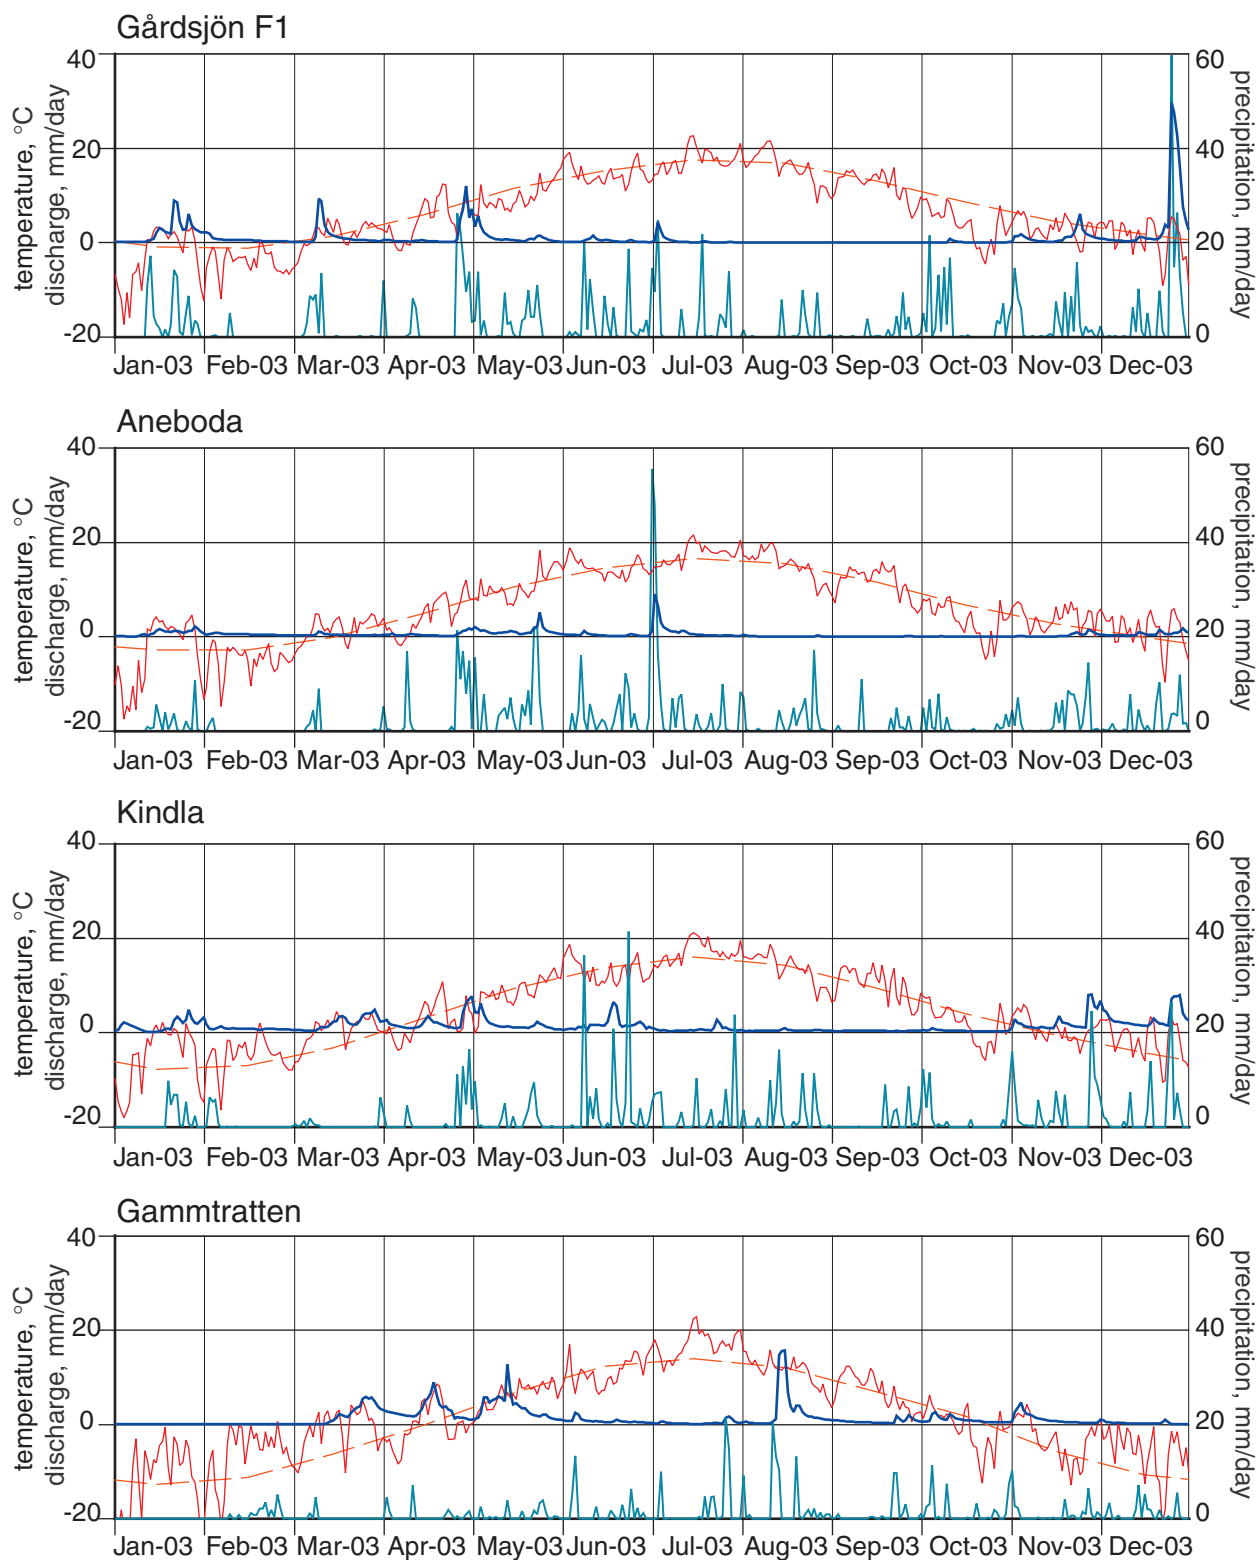 Gårdsjön F1
40
20
0
-20
60
40
20
0
temperature, °C
discharge, mm/day
precipitation, mm/day
Jan-03 Feb-03 Mar-03 Apr-03 May-03 Jun-03 Jul-03 Aug-03 Sep-03 Oct-03 Nov-03 Dec-03
Aneboda
40
20
0
-20
60
40
20
0
temperature, °C
discharge, mm/day
precipitation, mm/day
Jan-03 Feb-03 Mar-03 Apr-03 May-03 Jun-03 Jul-03 Aug-03 Sep-03 Oct-03 Nov-03 Dec-03
Kindla
40
20
0
-20
60
40
20
0
temperature, °C
discharge, mm/day
precipitation, mm/day
Jan-03 Feb-03 Mar-03 Apr-03 May-03 Jun-03 Jul-03 Aug-03 Sep-03 Oct-03 Nov-03 Dec-03
Gammtratten
40
20
0
-20
60
40
20
0
temperature, °C
discharge, mm/day
precipitation, mm/day
Jan-03 Feb-03 Mar-03 Apr-03 May-03 Jun-03 Jul-03 Aug-03 Sep-03 Oct-03 Nov-03 Dec-03